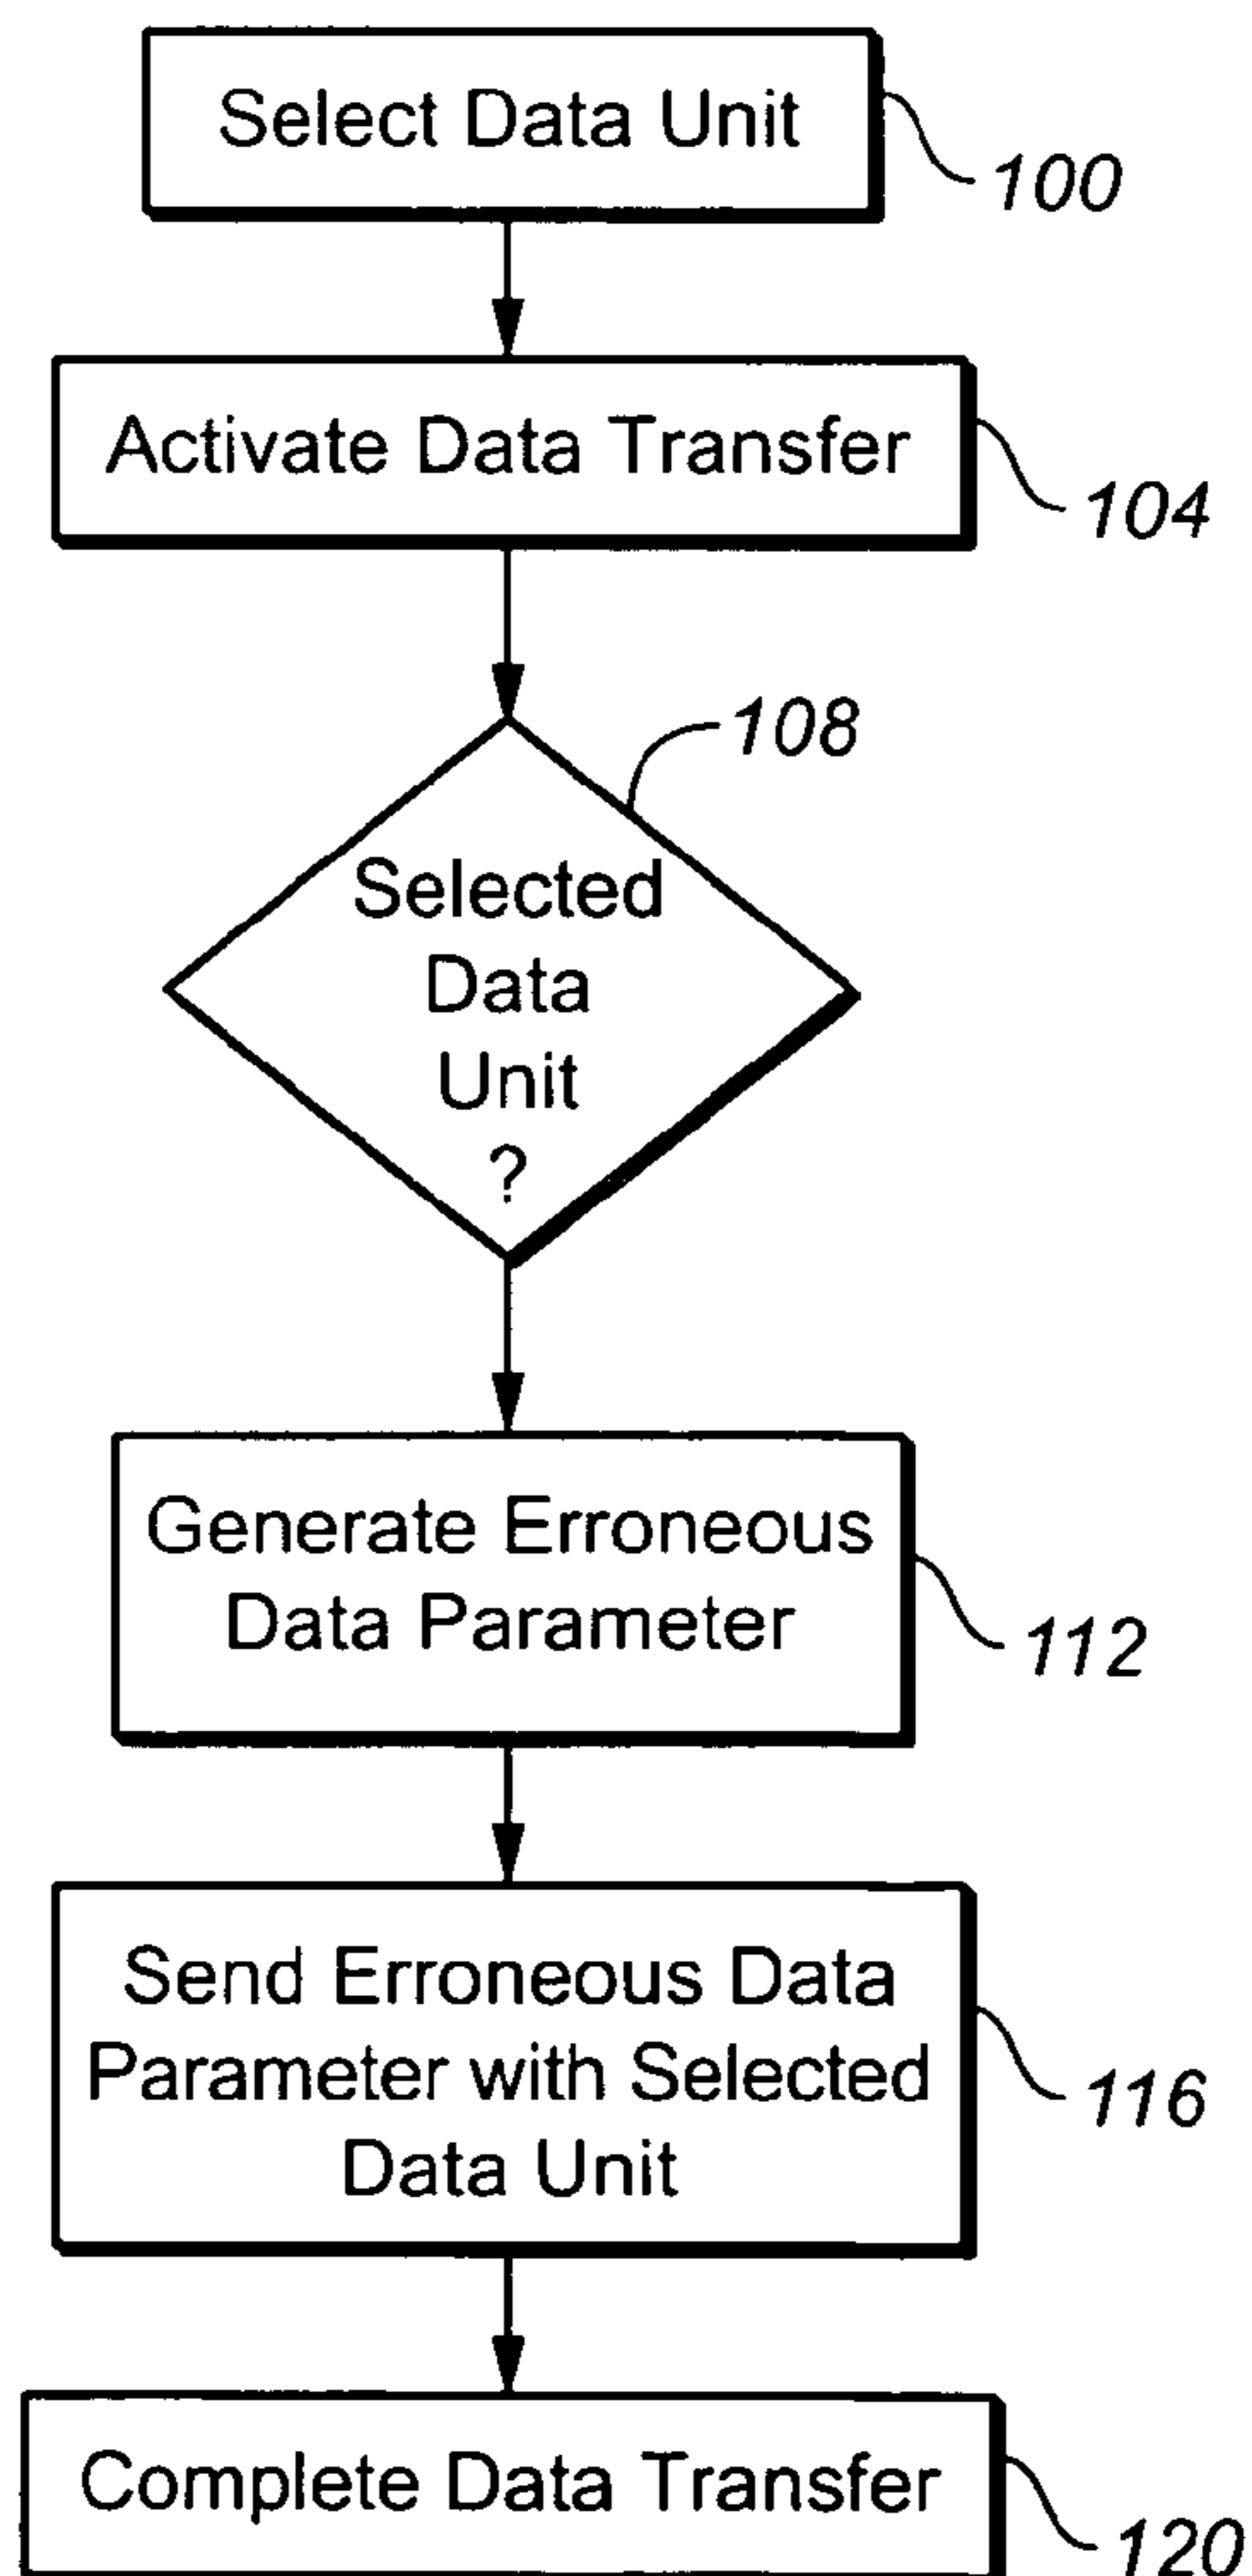 Select Data Unit
100
Activate Data Transfer
104
108
Selected
Data
Unit
?
Generate Erroneous
Data Parameter
112
Send Erroneous Data
Parameter with Selected
Data Unit
116
Complete Data Transfer
120